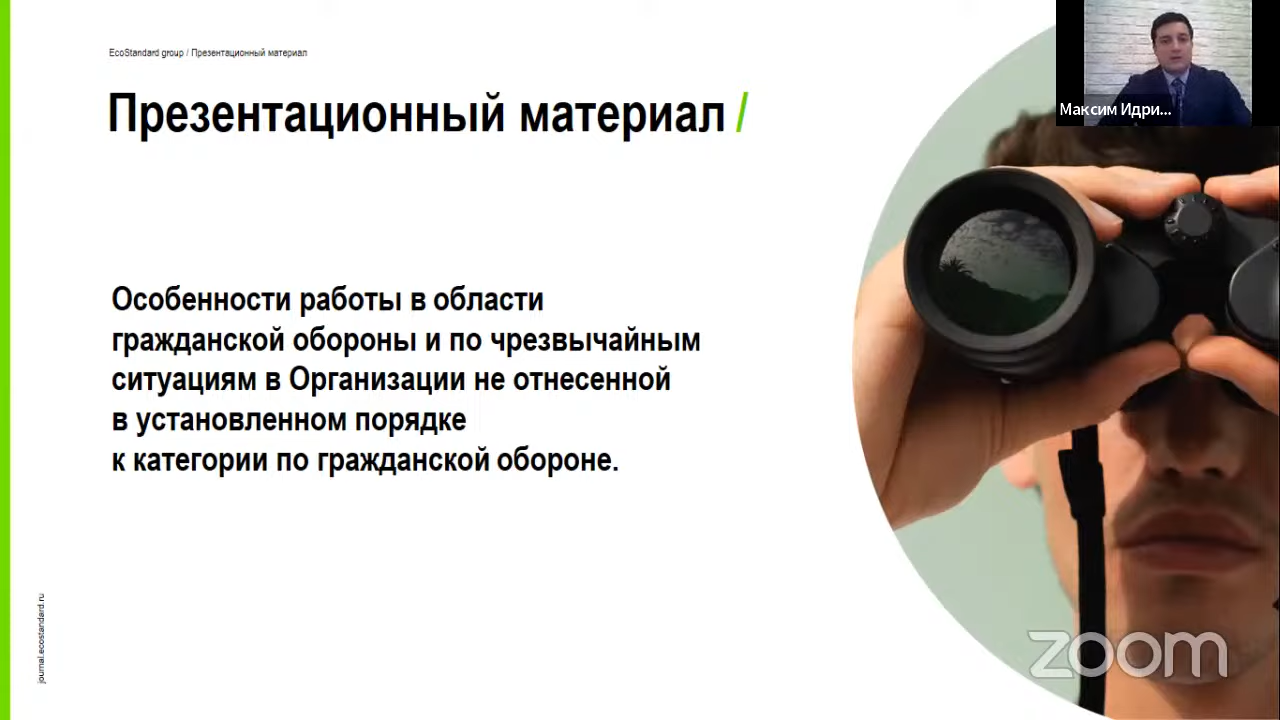 EcoStandard group / Презентационный материал
Презентационный материал /
Особенности работы в области
гражданской обороны и по чрезвычайным
ситуациям в Организации не отнесенной
в установленном порядке
к категории по гражданской обороне.
journal.ecostandard.ru
Максим Идри...
zoom